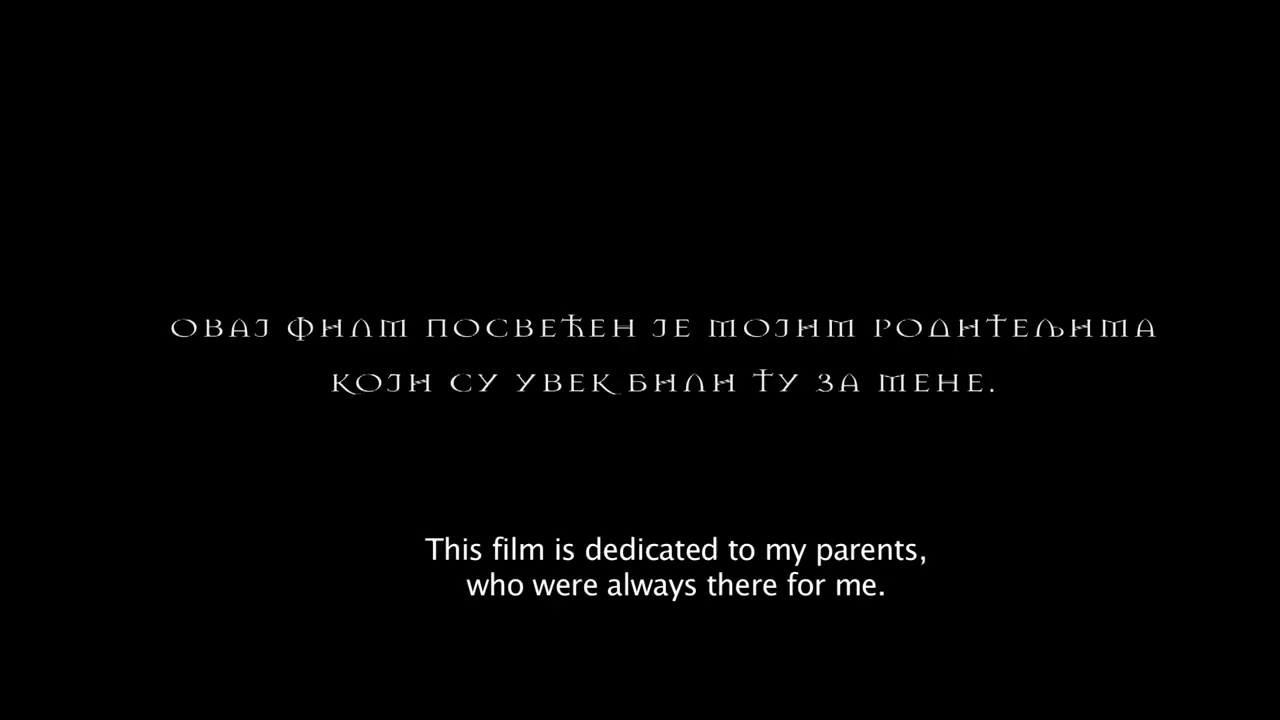 ОВАЈ ФИЛМ ПОСВЕЋЕН ЈЕ МОЈИМ РОДИТЕЉИМА
КОЈИ СУ УВЕК БИЛИ ТУ ЗА МЕНЕ.
This film is dedicated to my parents,
who were always there for me.